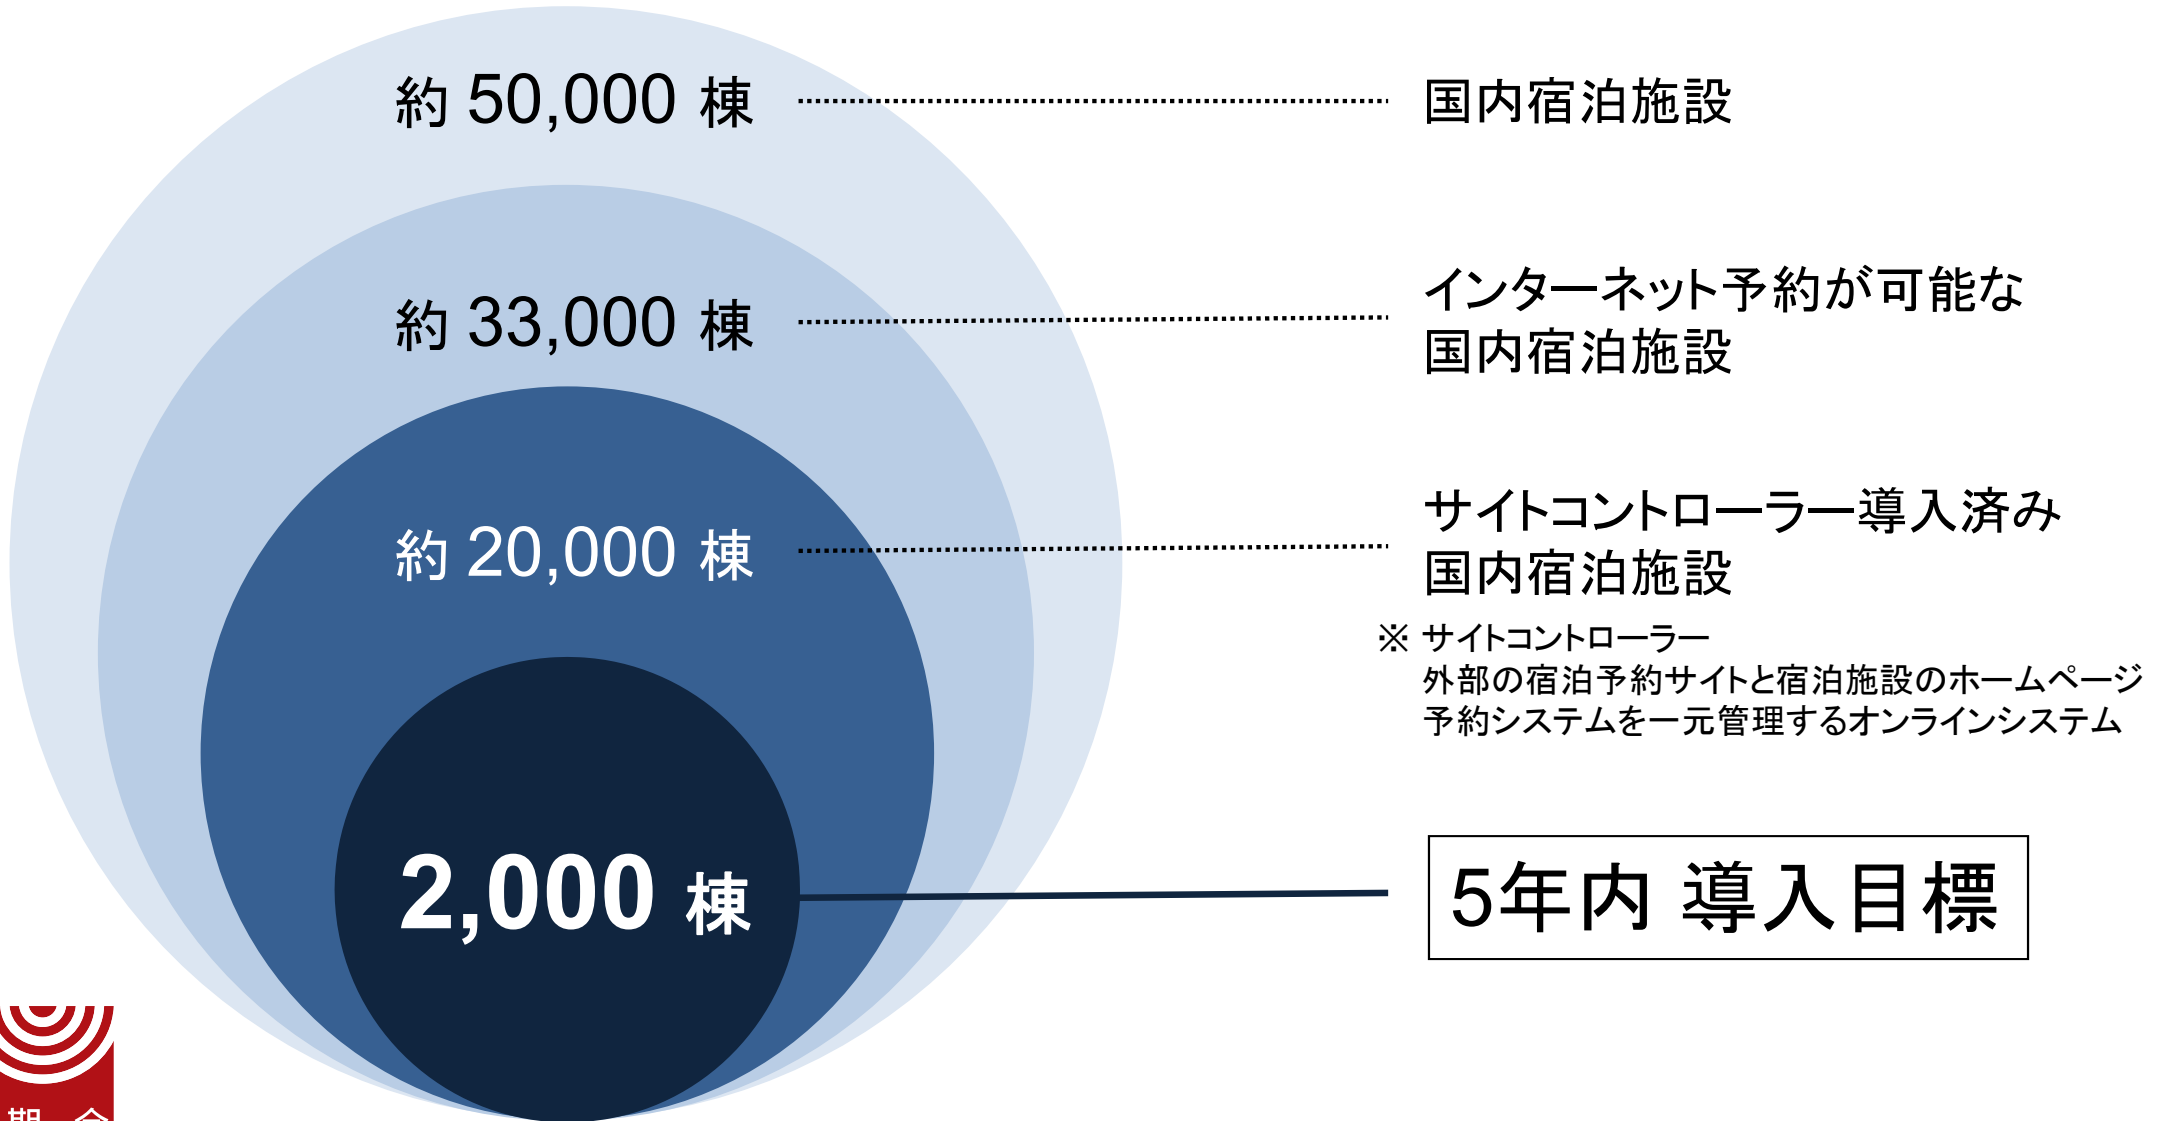 約 50,000 棟
国内宿泊施設
約 33,000 棟
インターネット予約が可能な
国内宿泊施設
約 20,000 棟
サイトコントローラー導入済み
国内宿泊施設
※ サイトコントローラー
外部の宿泊予約サイトと宿泊施設のホームページ
予約システムを一元管理するオンラインシステム
2,000 棟
5年内 導入目標